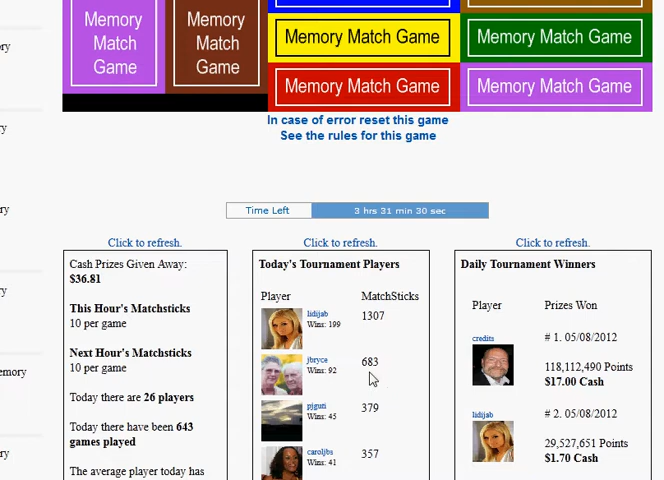 Memory
Match
Game
Memory
Match
Game
Memory Match Game
Memory Match Game
Memory Match Game
Memory Match Game
In case of error reset this game
See the rules for this game
ory
y
ry
y
emory
y
Time Left
3 hrs 31 min 30 sec
Click to refresh.
Cash Prizes Given Away:
$36.81
This Hour's Matchsticks
10 per game
Next Hour's Matchsticks
10 per game
Today there are 26 players
Today there have been 643
games played
The average player today has
Click to refresh.
Today's Tournament Players
Player MatchSticks
lidijab 1307
Wins: 199
jbryce 683
Wins: 92
pjguti 379
Wins: 45
caroljbs 357
Wins: 41
Click to refresh.
Daily Tournament Winners
Player Prizes Won
credits # 1. 05/08/2012
118,112,490 Points
$17.00 Cash
lidijab # 2. 05/08/2012
29,527,651 Points
$1.70 Cash